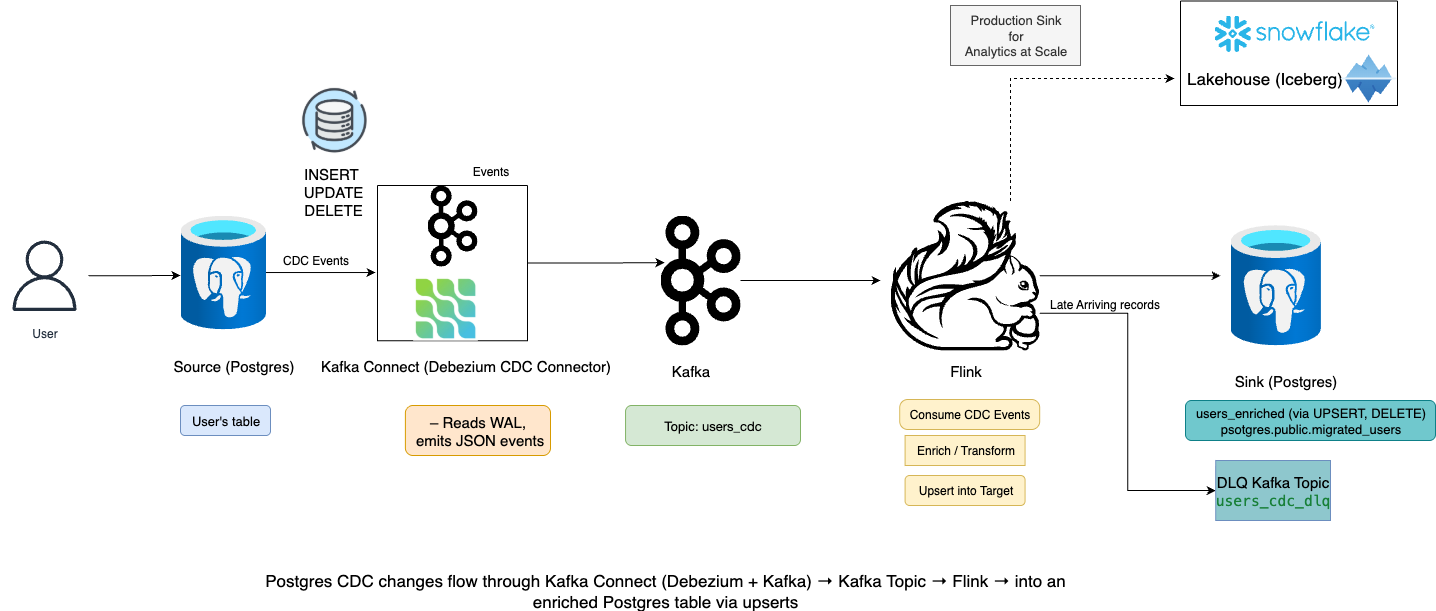 Production Sink
for
Analytics at Scale
snowflake®
Lakehouse (Iceberg)
INSERT
UPDATE
DELETE
Events
CDC Events
User
Late Arriving records
Source (Postgres)
Kafka Connect (Debezium CDC Connector)
Kafka
Flink
Sink (Postgres)
User's table
– Reads WAL,
emits JSON events
Topic: users_cdc
Consume CDC Events
Enrich / Transform
Upsert into Target
users_enriched (via UPSERT, DELETE)
psotgres.public.migrated_users
DLQ Kafka Topic
users_cdc_dlq
Postgres CDC changes flow through Kafka Connect (Debezium + Kafka) → Kafka Topic → Flink → into an
enriched Postgres table via upserts